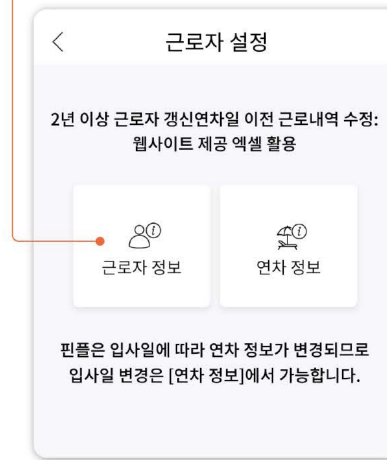 근로자 설정
2년 이상 근로자 갱신연차일 이전 근로내역 수정:
웹사이트 제공 엑셀 활용
근로자 정보
연차 정보
핀플은 입사일에 따라 연차 정보가 변경되므로
입사일 변경은 [연차 정보]에서 가능합니다.